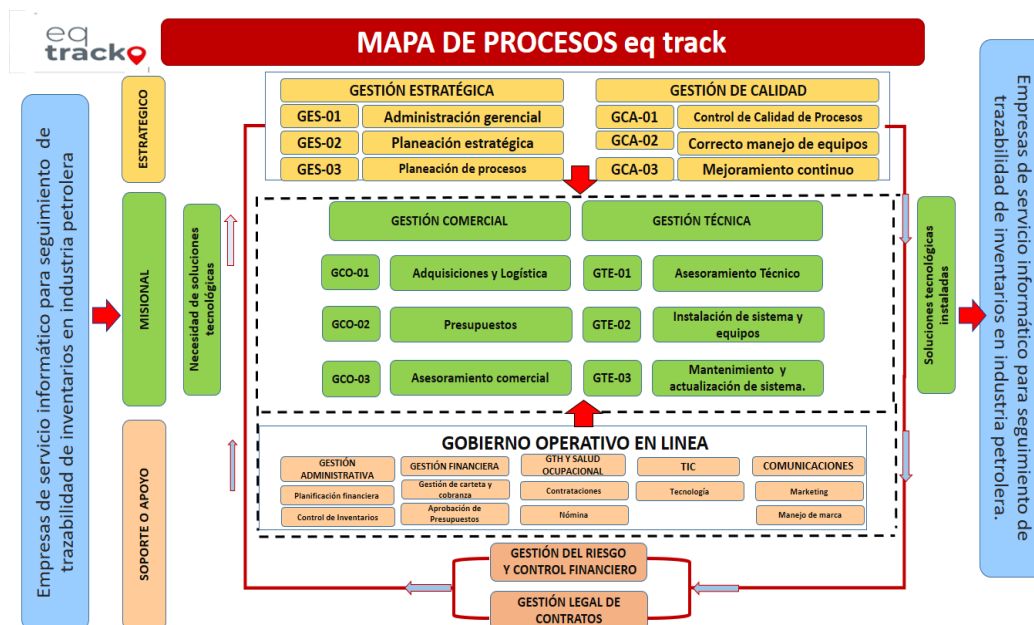 eq
track
MAPA DE PROCESOS eq track
Empresas de servicio informático para seguimiento de
trazabilidad de inventarios en industria petrolera
ESTRATEGICO
GESTIÓN ESTRATÉGICA
GES-01
Administración gerencial
GES-02
Planeación estratégica
GES-03
Planeación de procesos
GESTIÓN DE CALIDAD
GCA-01
Control de Calidad de Procesos
GCA-02
Correcto manejo de equipos
GCA-03
Mejoramiento continuo
MISIONAL
Necesidad de soluciones
tecnológicas
GESTIÓN COMERCIAL
GCO-01
Adquisiciones y Logística
GCO-02
Presupuestos
GCO-03
Asesoramiento comercial
GESTIÓN TÉCNICA
GTE-01
Asesoramiento Técnico
GTE-02
Instalación de sistema y
equipos
GTE-03
Mantenimiento y
actualización de sistema.
Soluciones tecnológicas
instaladas
SOPORTE O APOYO
GOBIERNO OPERATIVO EN LINEA
GESTIÓN
ADMINISTRATIVA
Planificación financiera
Control de Inventarios
GESTIÓN FINANCIERA
Gestión de carteta y
cobranza
Aprobación de
Presupuestos
GTH Y SALUD
OCUPACIONAL
Contrataciones
Nómina
TIC
Tecnología
COMUNICACIONES
Marketing
Manejo de marca
GESTIÓN DEL RIESGO
Y CONTROL FINANCIERO
GESTIÓN LEGAL DE
CONTRATOS
Empresas de servicio informático para seguimiento de
trazabilidad de inventarios en industria petrolera.